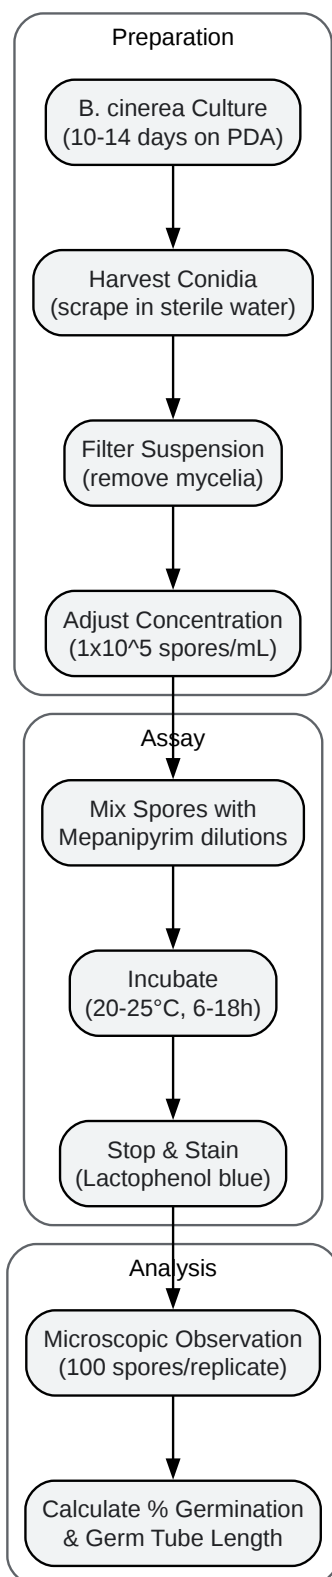 Preparation
B. cinerea Culture
(10-14 days on PDA)
Harvest Conidia
(scrape in sterile water)
Filter Suspension
(remove mycelia)
Adjust Concentration
(1x10^5 spores/mL)
Assay
Mix Spores with
Mepanipyrim dilutions
Incubate
(20-25°C, 6-18h)
Stop & Stain
(Lactophenol blue)
Analysis
Microscopic Observation
(100 spores/replicate)
Calculate % Germination
& Germ Tube Length